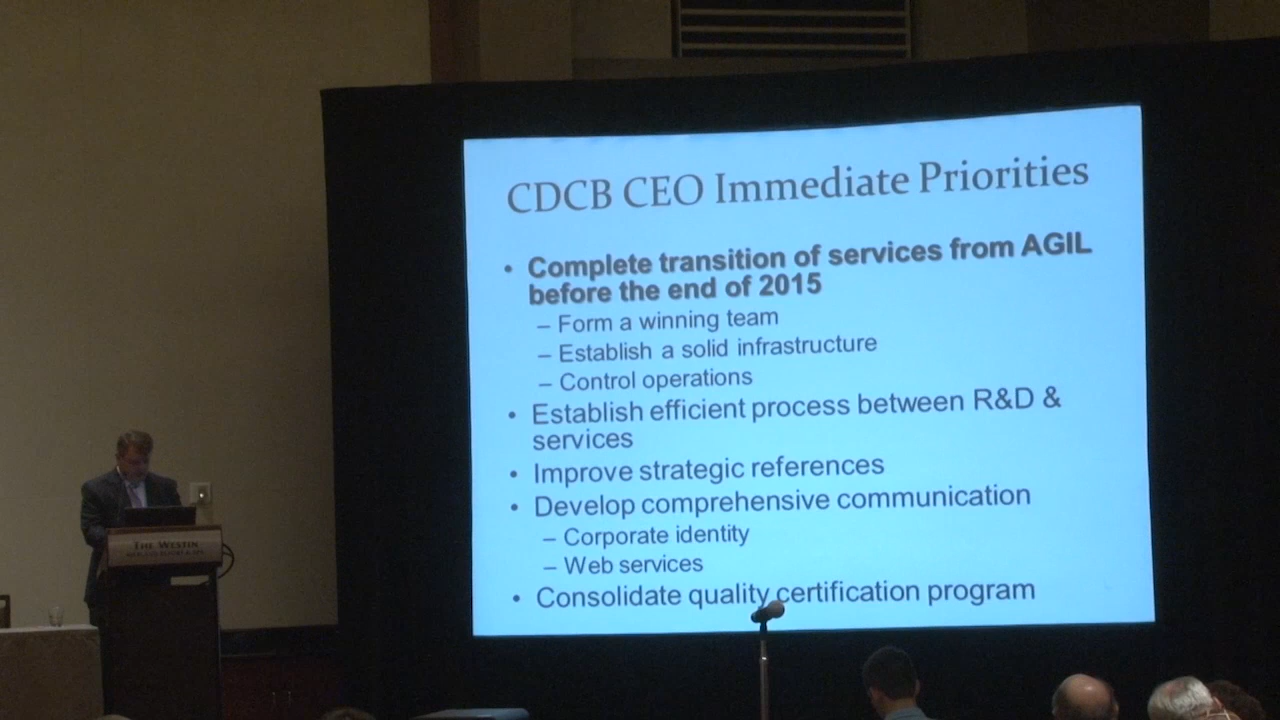 CDCB CEO Immediate Priorities
• Complete transition of services from AGIL
before the end of 2015
– Form a winning team
– Establish a solid infrastructure
– Control operations
• Establish efficient process between R&D &
services
• Improve strategic references
• Develop comprehensive communication
– Corporate identity
– Web services
• Consolidate quality certification program
THE WESTIN